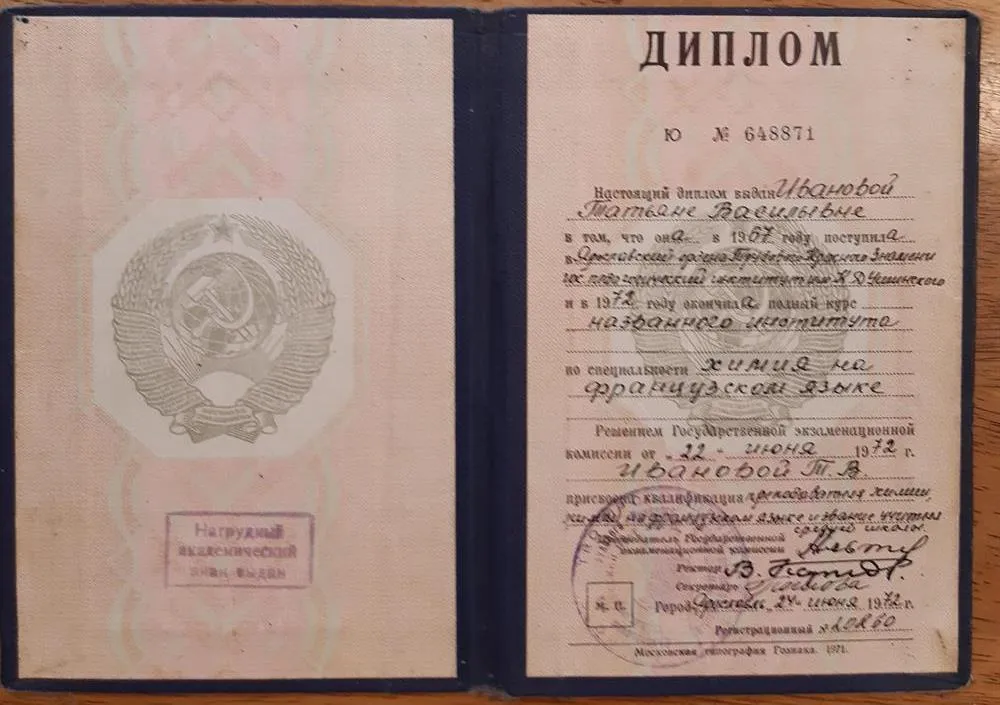 Нагрудный
академический
знак выдан
ДИПЛОМ
Ю № 648871
Настоящий диплом выдан Ивановой
Татьяне Васильевне
в том, что она в 1967 году поступила
в Ярославский ордена Трудового Красного Знамени
гос. педагогический институт им. К. Д. Ушинского
и в 1972 году окончила полный курс
названного института
по специальности химия на
французском языке
Решением Государственной экзаменационной
комиссии от „22" июня 1972 г.
Ивановой Т. В.
присвоена квалификация преподавателя химии,
химии на французском языке и звание учителя
средней школы.
Председатель Государственной
экзаменационной комиссии
Ректор
Секретарь
М. П.
Город Ярославль „24" июня 1972 г.
Регистрационный № 20260
Московская типография Гознака. 1971.